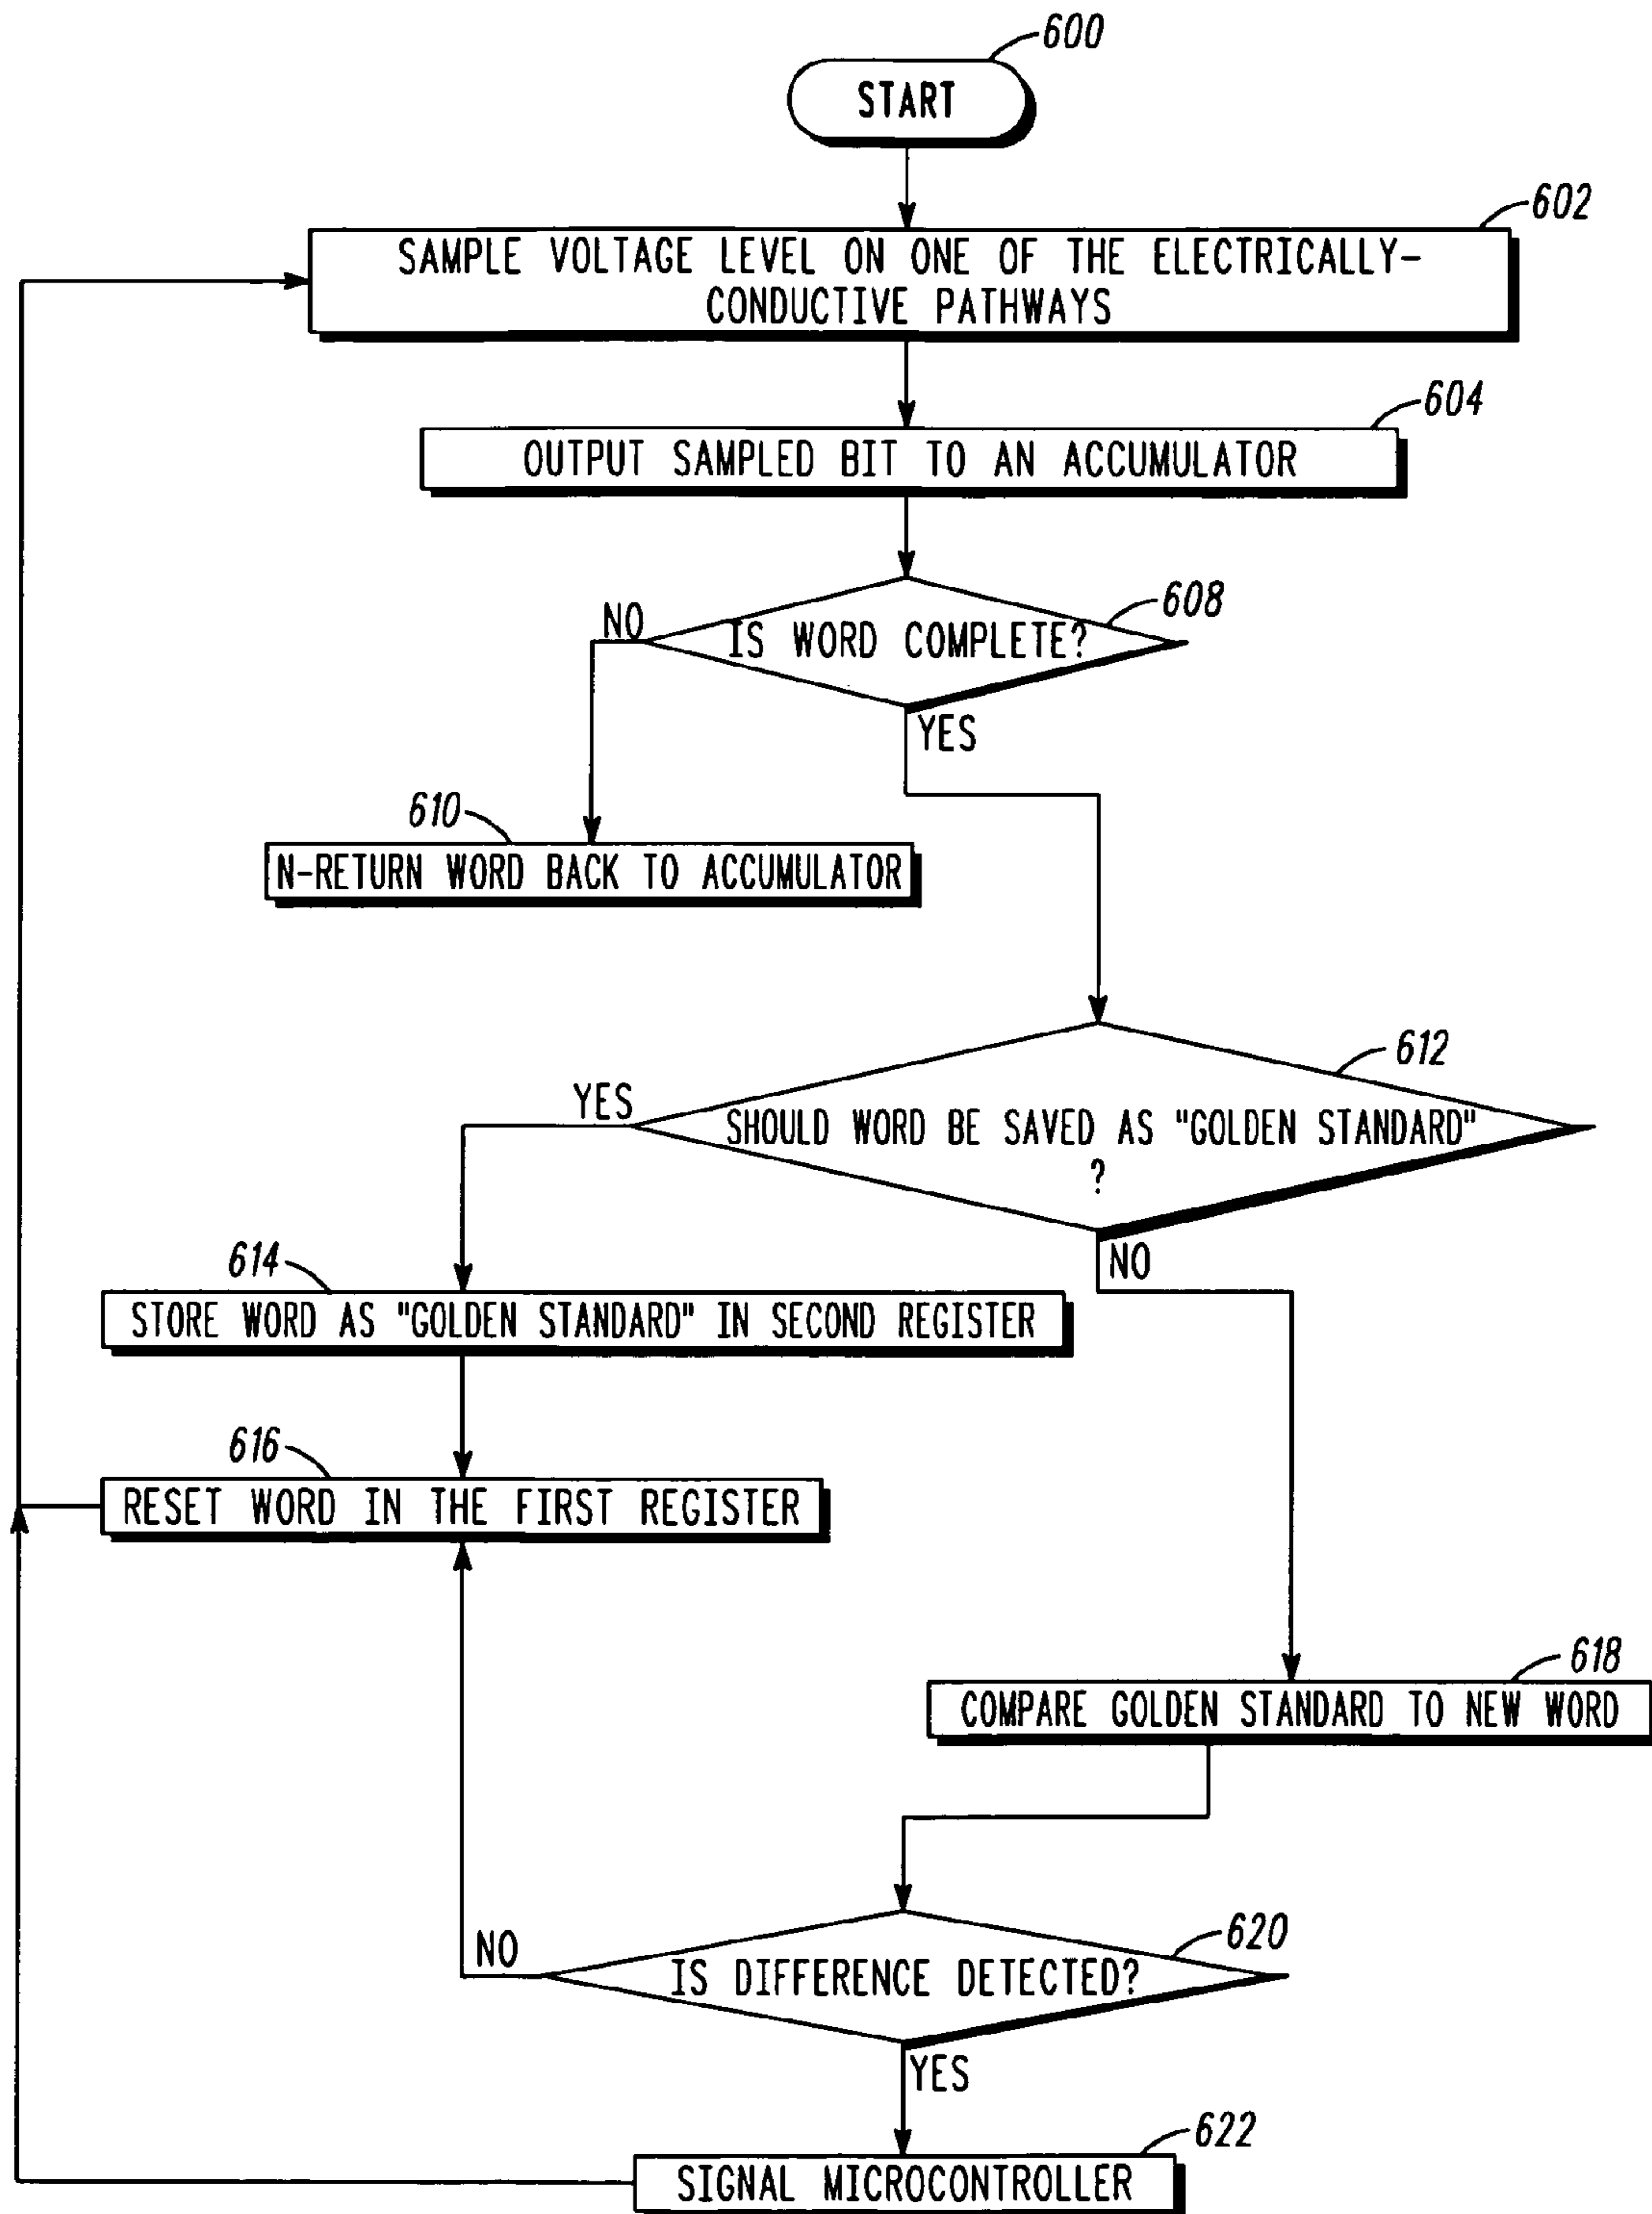 600
START
602
SAMPLE VOLTAGE LEVEL ON ONE OF THE ELECTRICALLY-
CONDUCTIVE PATHWAYS
604
OUTPUT SAMPLED BIT TO AN ACCUMULATOR
608
NO
IS WORD COMPLETE?
YES
610
N-RETURN WORD BACK TO ACCUMULATOR
612
YES
SHOULD WORD BE SAVED AS "GOLDEN STANDARD"
?
NO
614
STORE WORD AS "GOLDEN STANDARD" IN SECOND REGISTER
616
RESET WORD IN THE FIRST REGISTER
618
COMPARE GOLDEN STANDARD TO NEW WORD
620
NO
IS DIFFERENCE DETECTED?
YES
622
SIGNAL MICROCONTROLLER